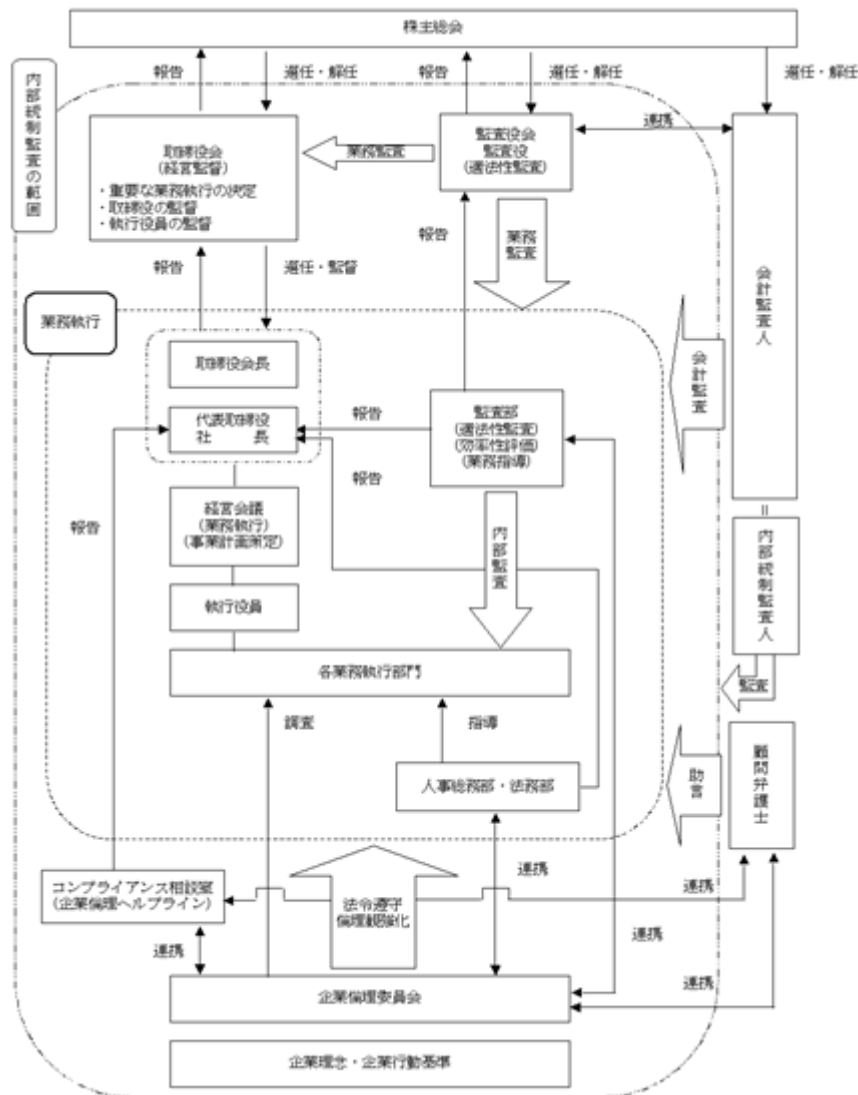 株主総会
報告
選任・解任
報告
選任・解任
選任・解任
内部統制監査の範囲
取締役会
(経営監督)
・重要な業務執行の決定
・取締役の監督
・執行役員の監督
業務監査
監査役会
監査役
(適法性監査)
連携
会計監査人
報告
選任・監督
報告
業務監査
業務執行
取締役会長
代表取締役
社　長
報告
報告
監査部
(適法性監査)
(効率性評価)
(業務指導)
会計監査
=
報告
経営会議
(業務執行)
(事業計画策定)
内部監査
内部統制監査人
執行役員
各業務執行部門
監査
調査
指導
人事総務部・法務部
助言
顧問弁護士
コンプライアンス相談室
(企業倫理ヘルプライン)
法令遵守
倫理観強化
連携
連携
連携
連携
連携
企業倫理委員会
企業理念・企業行動基準